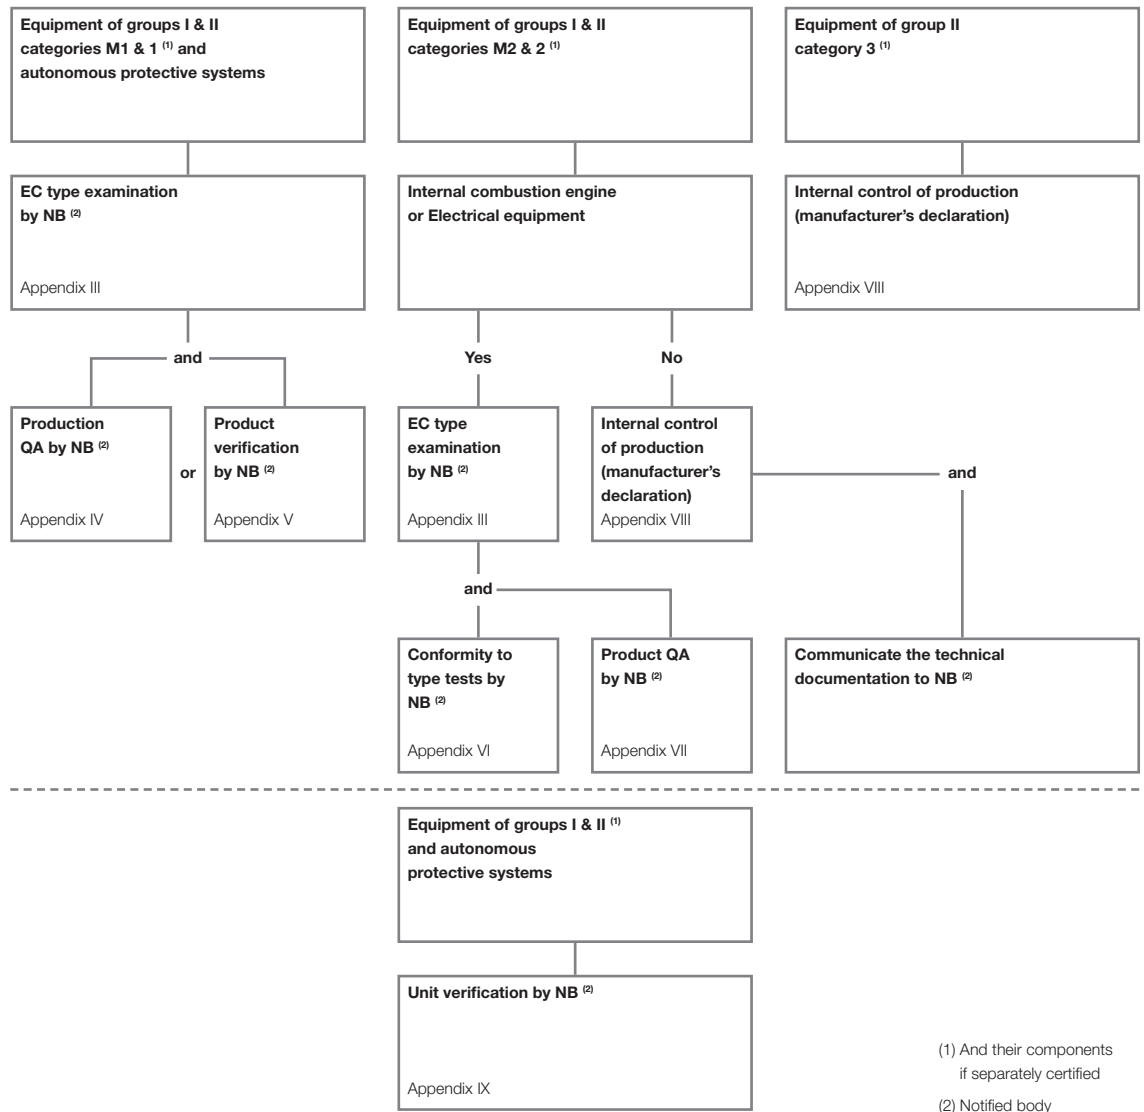 Equipment of groups I & II
categories M1 & 1 (1) and
autonomous protective systems
Equipment of groups I & II
categories M2 & 2 (1)
Equipment of group II
category 3 (1)
EC type examination
by NB (2)
Appendix III
Internal combustion engine
or Electrical equipment
Internal control of production
(manufacturer’s declaration)
Appendix VIII
and
Yes
No
Production
QA by NB (2)
Appendix IV
or
Product
verification
by NB (2)
Appendix V
EC type
examination
by NB (2)
Appendix III
Internal control
of production
(manufacturer’s
declaration)
Appendix VIII
and
and
Conformity to
type tests by
NB (2)
Appendix VI
Product QA
by NB (2)
Appendix VII
Communicate the technical
documentation to NB (2)
Equipment of groups I & II (1)
and autonomous
protective systems
Unit verification by NB (2)
Appendix IX
(1) And their components
if separately certified
(2) Notified body